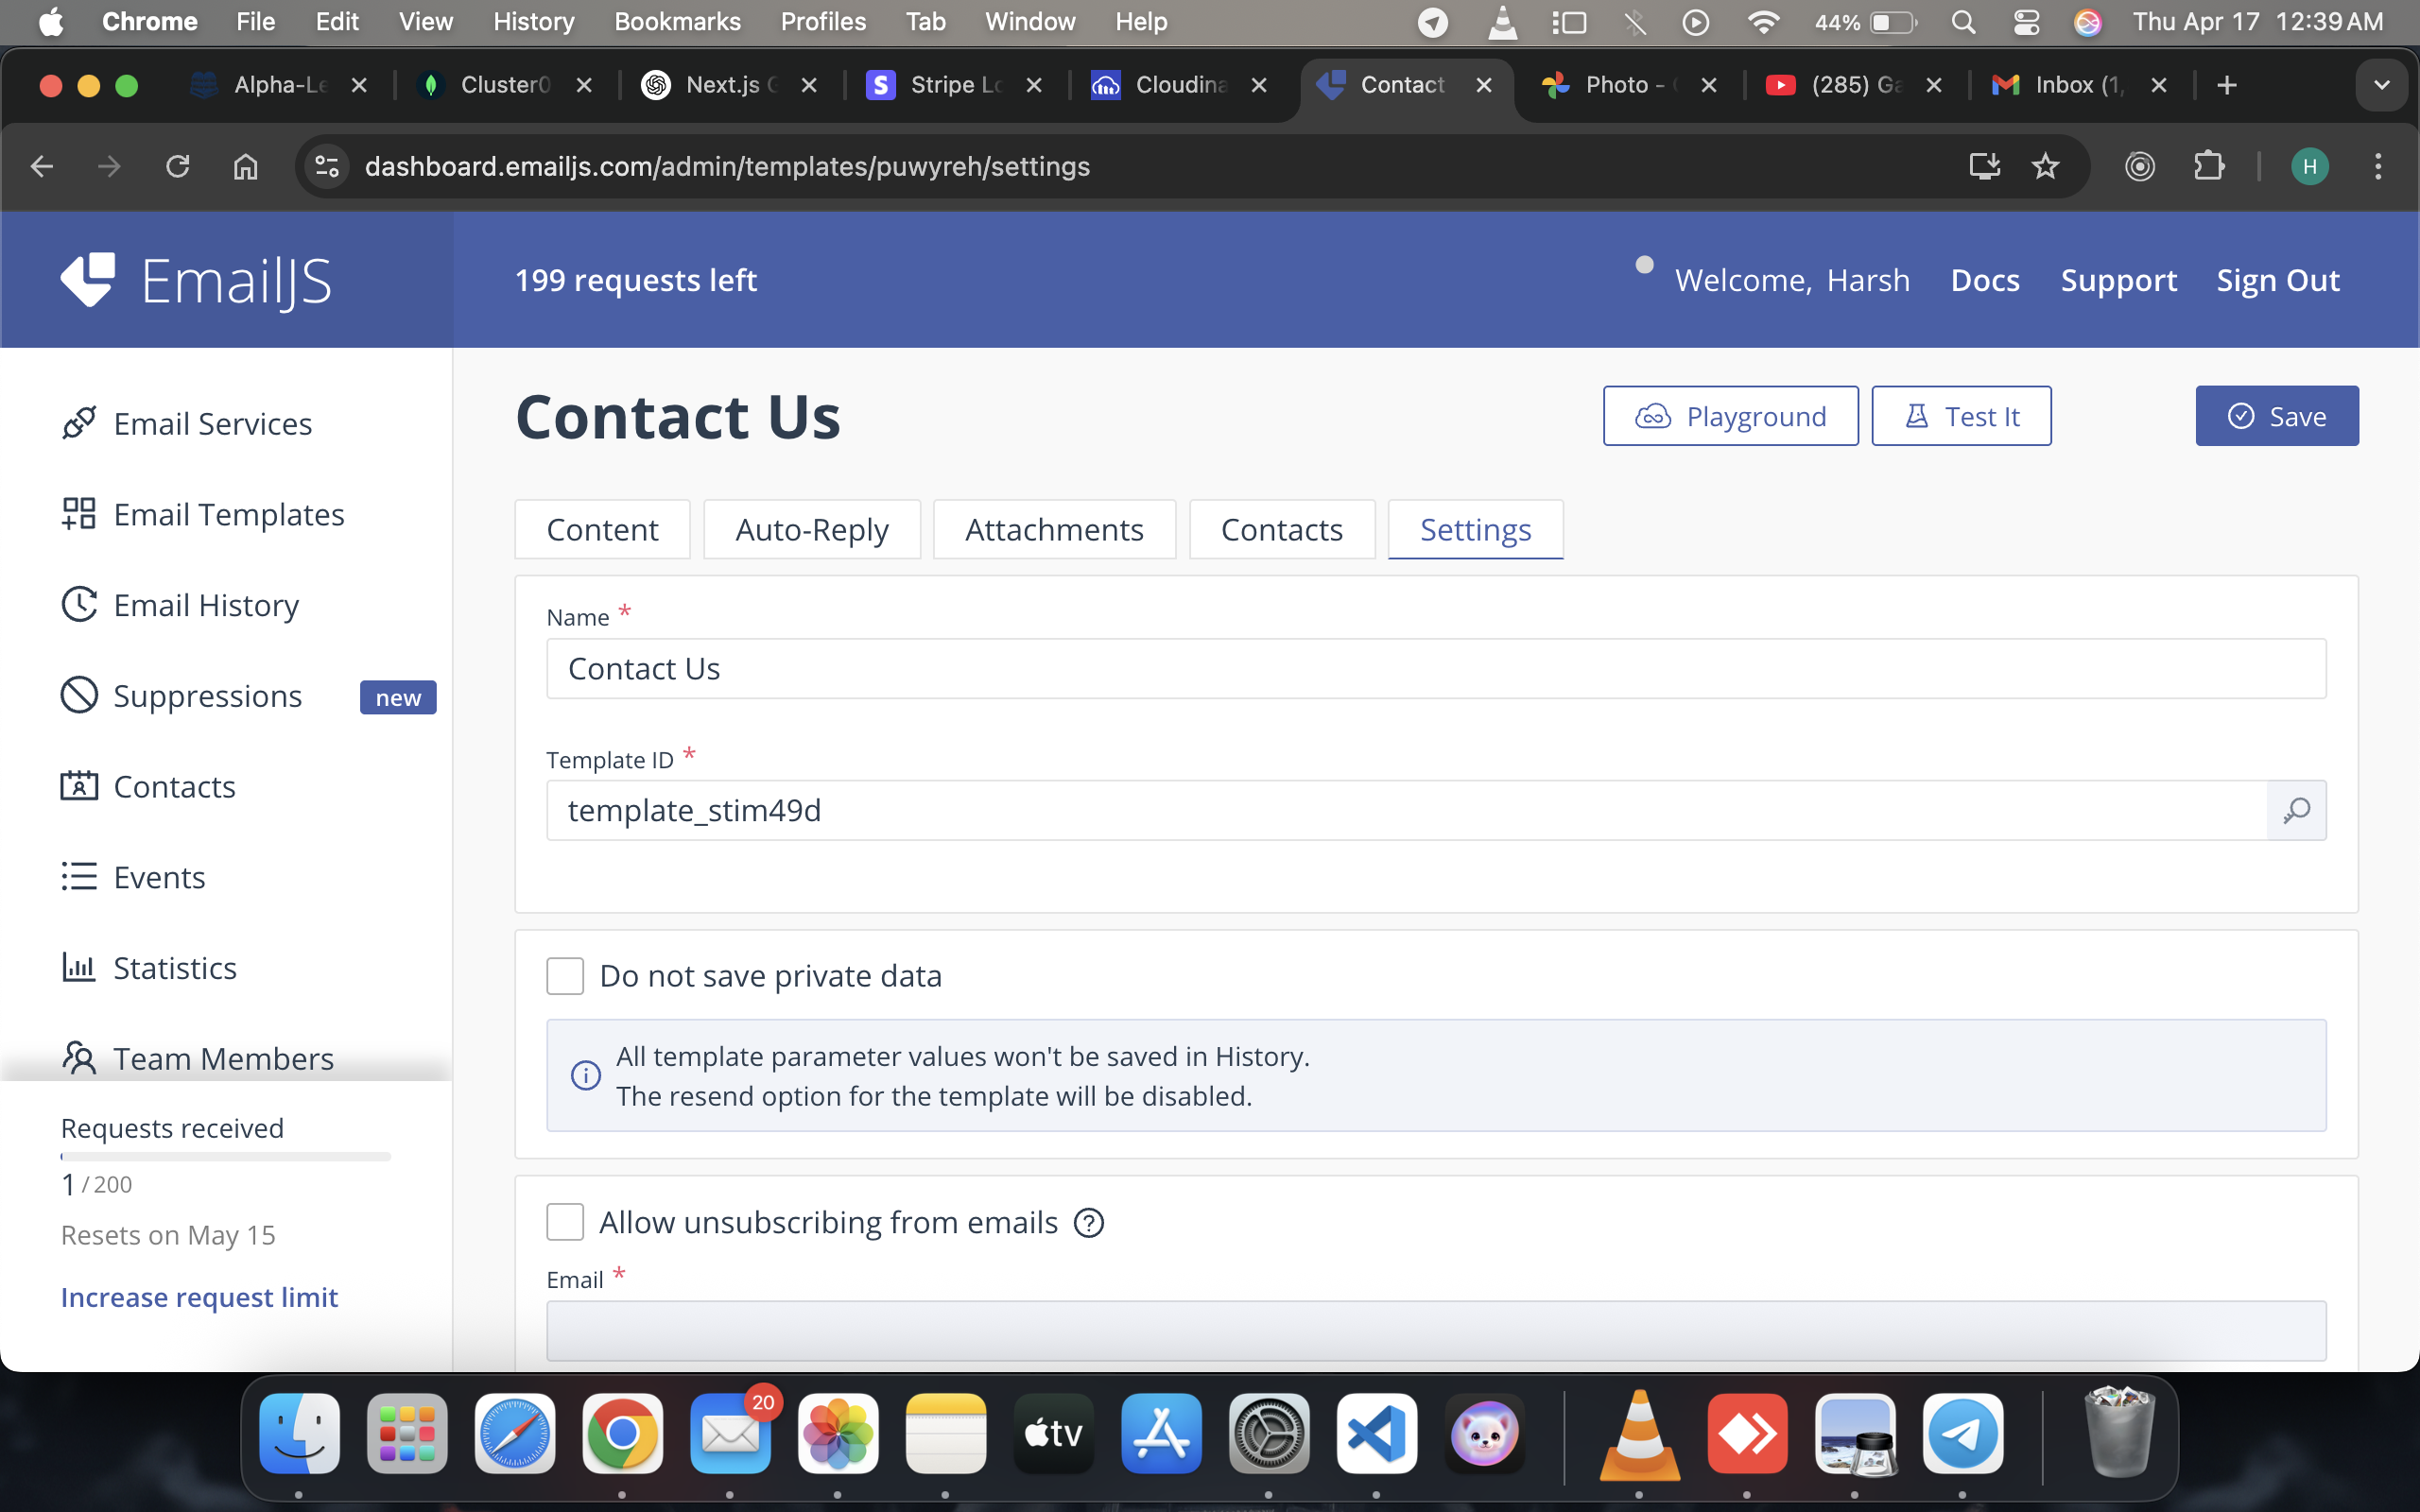 Chrome File Edit View History Bookmarks Profiles Tab Window Help 44% Thu Apr 17 12:39 AM
Alpha-Le Cluster0 Next.js G Stripe Lo Cloudina Contact Photo - (285) Ga Inbox (1,
dashboard.emailjs.com/admin/templates/puwyreh/settings H
EmailJS 199 requests left Welcome, Harsh Docs Support Sign Out
Contact Us Playground Test It Save
Email Services
Email Templates
Email History
Suppressions new
Contacts
Events
Statistics
Team Members
Requests received
1 / 200
Resets on May 15
Increase request limit
Content Auto-Reply Attachments Contacts Settings
Name *
Contact Us
Template ID *
template_stim49d
Do not save private data
All template parameter values won't be saved in History.
The resend option for the template will be disabled.
Allow unsubscribing from emails ?
Email *
20
tv